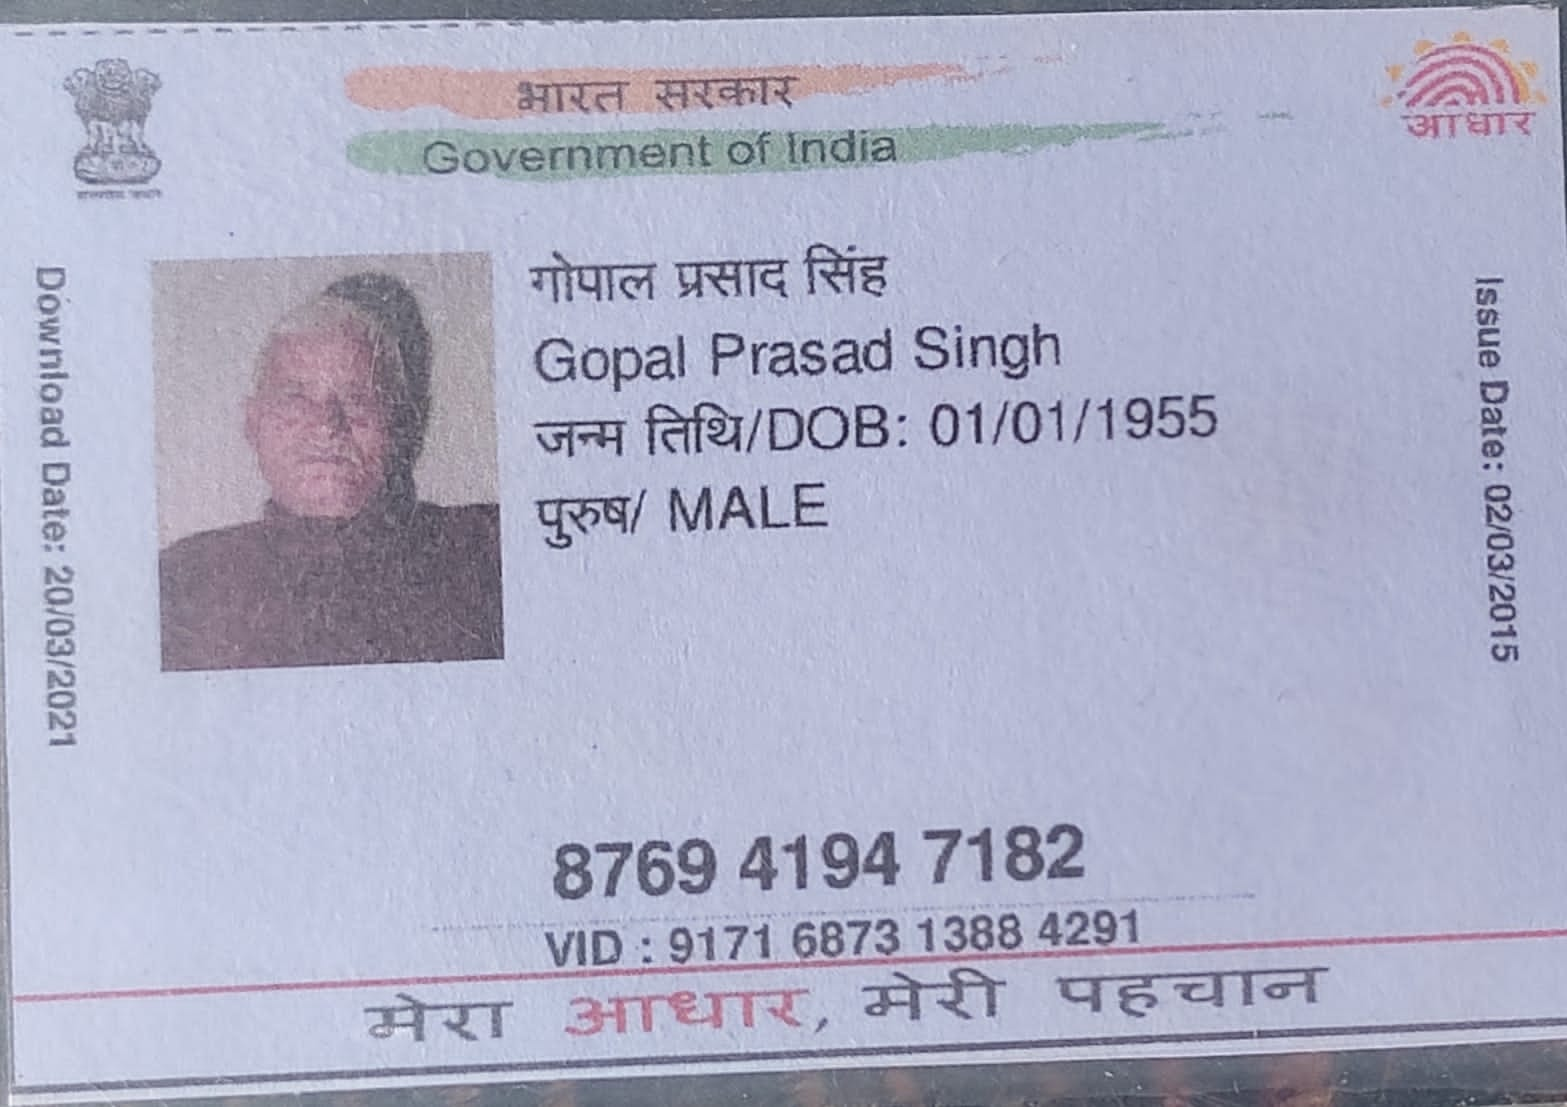 भारत सरकार
Government of India
आधार
Download Date: 20/03/2021
गोपाल प्रसाद सिंह
Gopal Prasad Singh
जन्म तिथि/DOB: 01/01/1955
पुरुष/ MALE
Issue Date: 02/03/2015
8769 4194 7182
VID : 9171 6873 1388 4291
मेरा आधार, मेरी पहचान